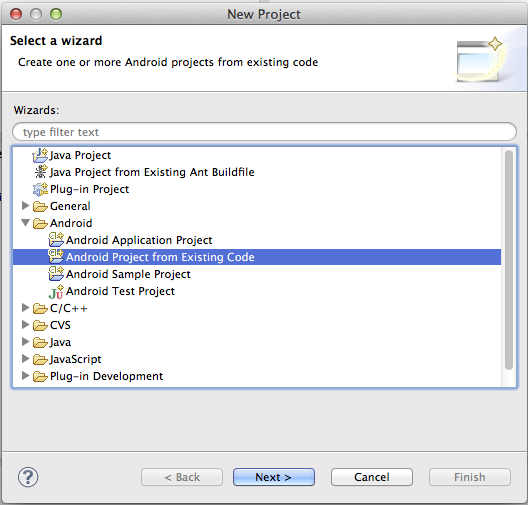 New Project
Select a wizard
Create one or more Android projects from existing code
Wizards:
type filter text
Java Project
Java Project from Existing Ant Buildfile
Plug-in Project
General
Android
Android Application Project
Android Project from Existing Code
Android Sample Project
Android Test Project
C/C++
CVS
Java
JavaScript
Plug-in Development
?
< Back
Next >
Cancel
Finish